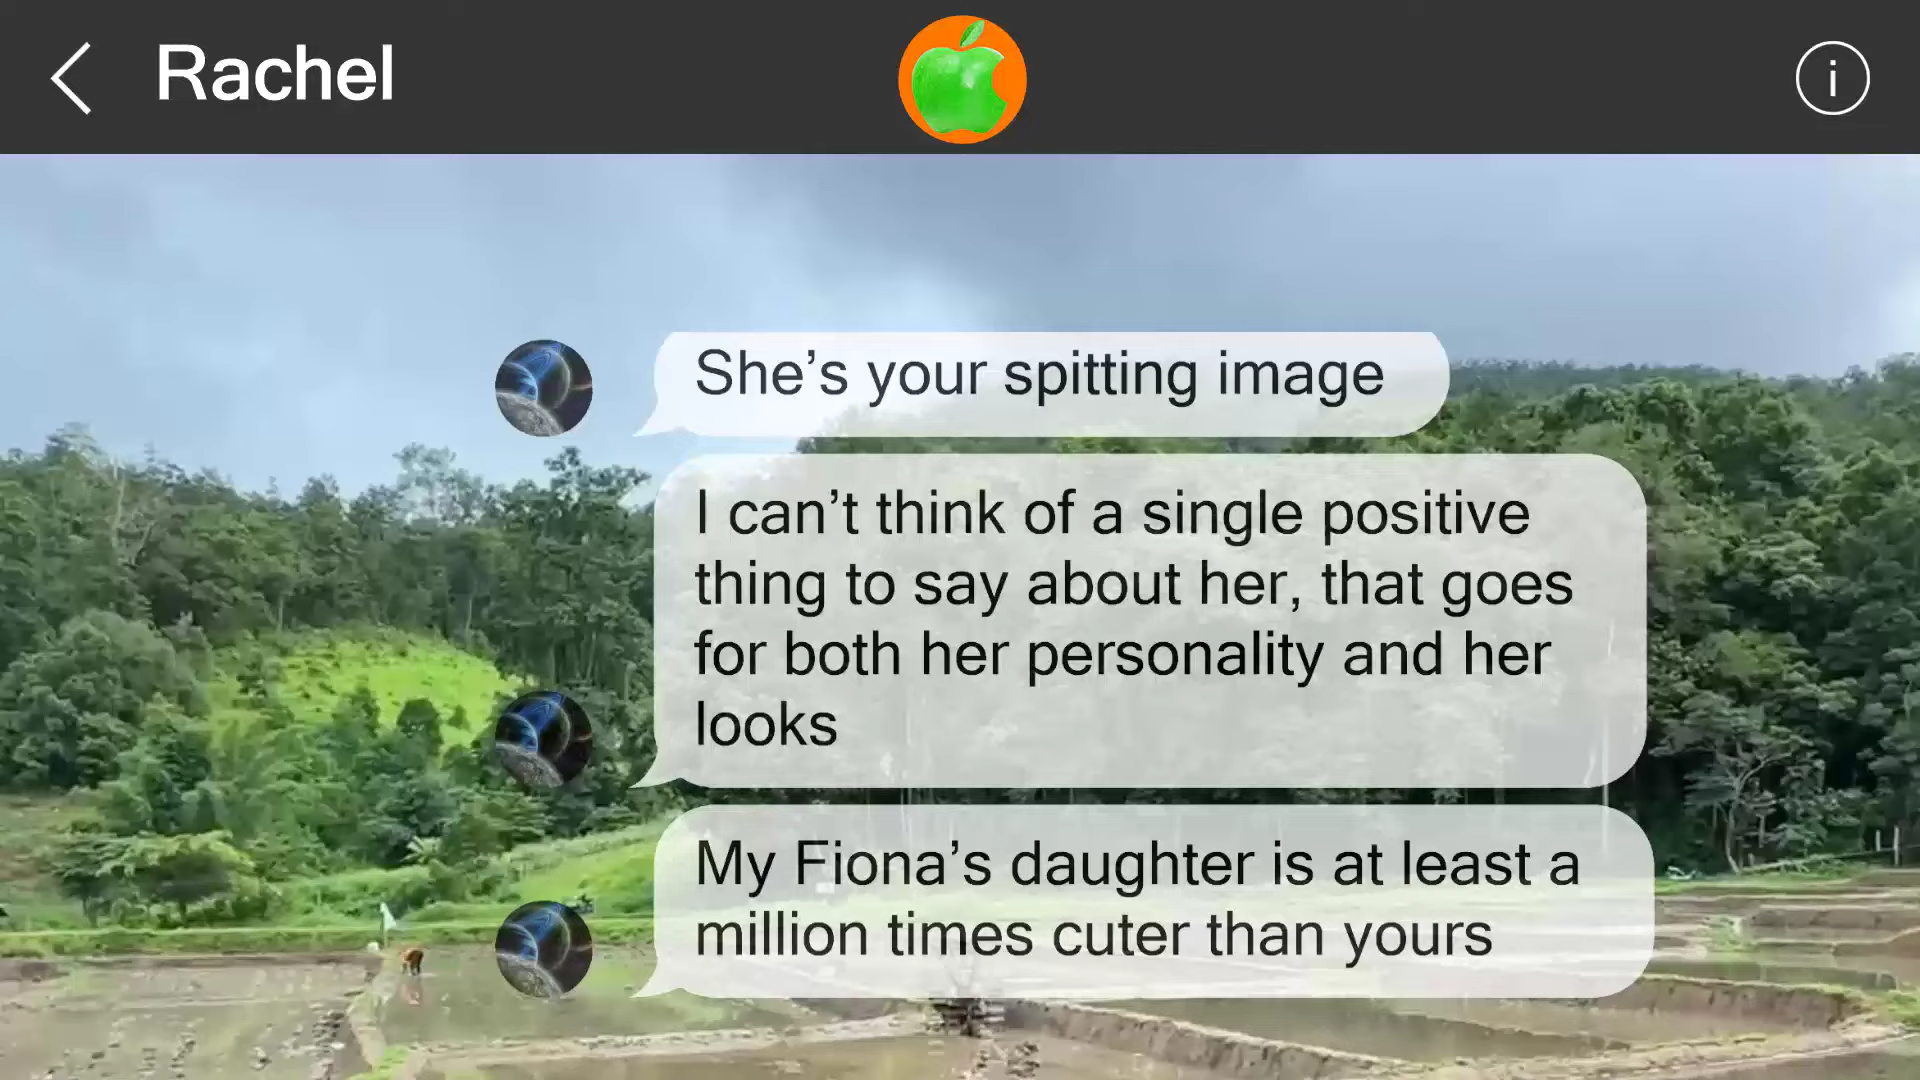 Rachel
She’s your spitting image
I can’t think of a single positive
thing to say about her, that goes
for both her personality and her
looks
My Fiona’s daughter is at least a
million times cuter than yours